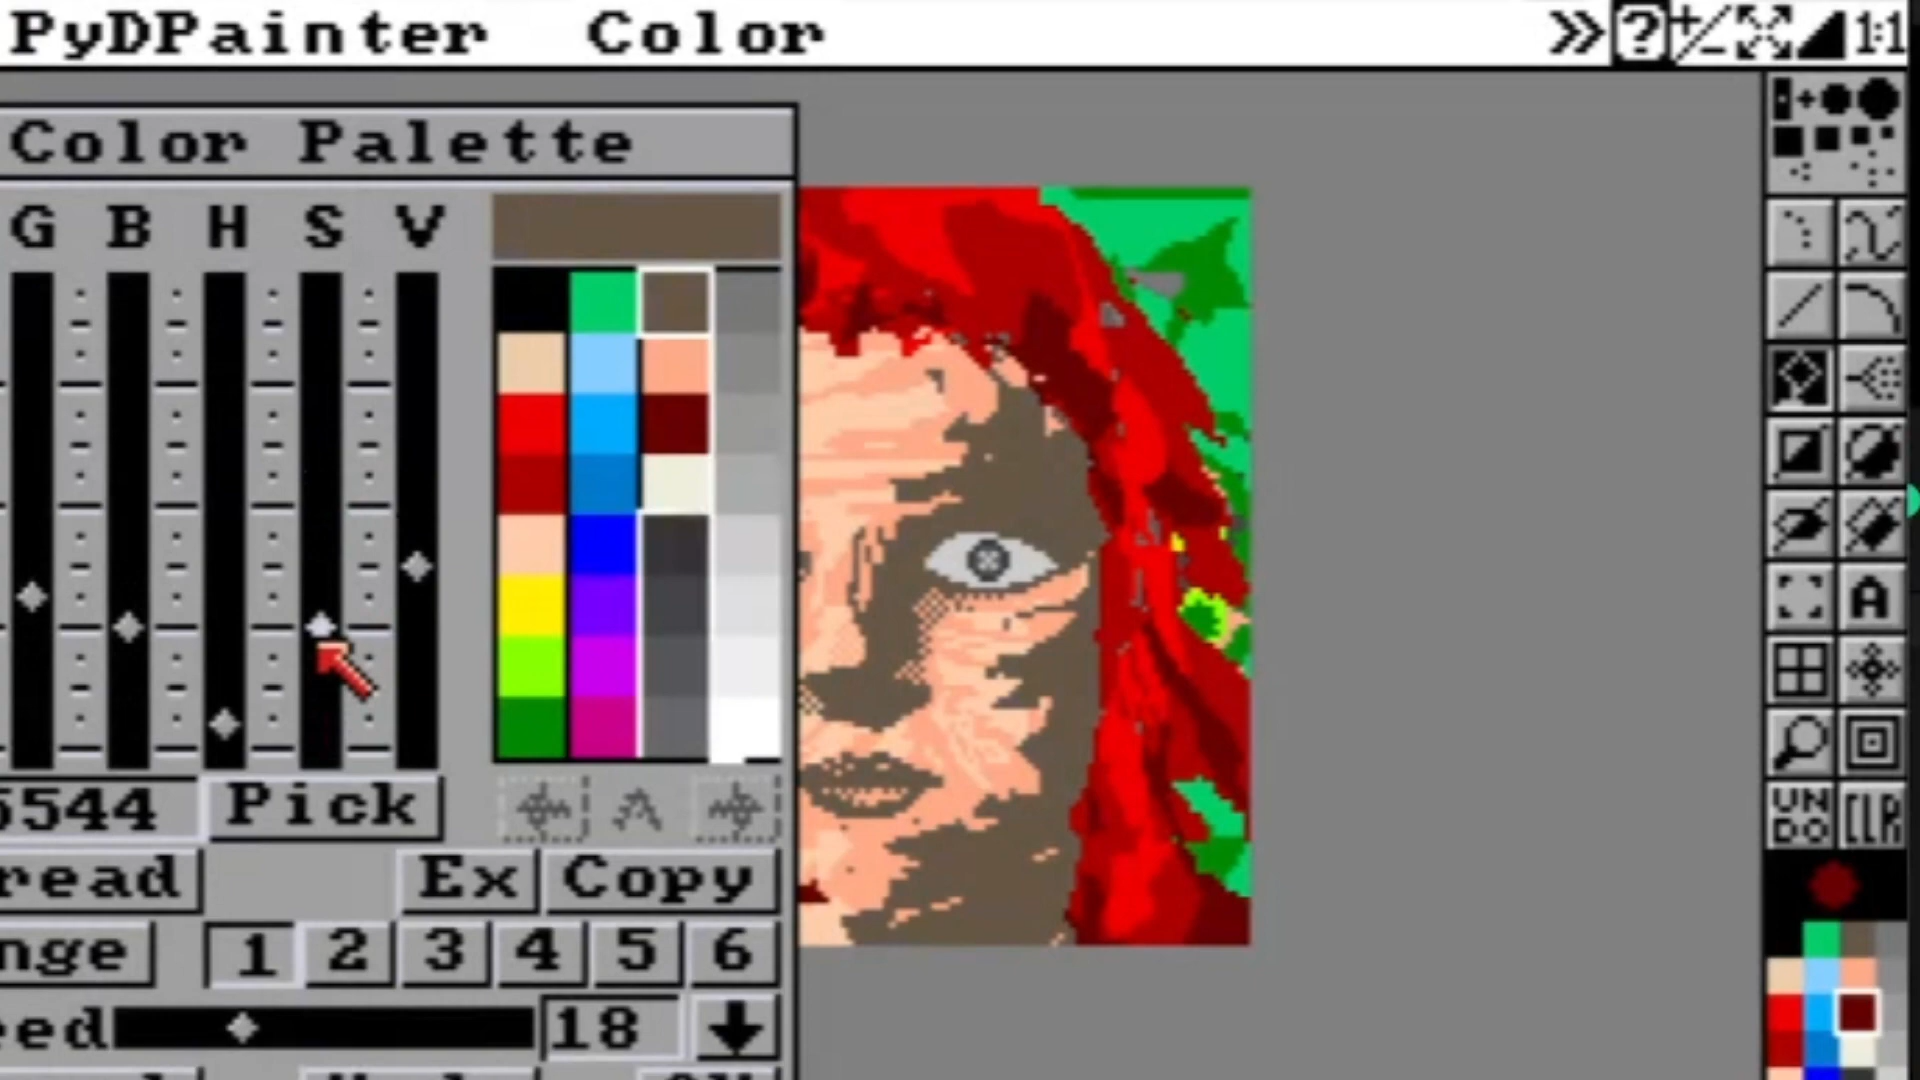 PyDPainter Color
» ? +/- 1:1
Color Palette
G B H S V
A
5544 Pick
UN
DO CLR
read Ex Copy
nge 1 2 3 4 5 6
eed 18